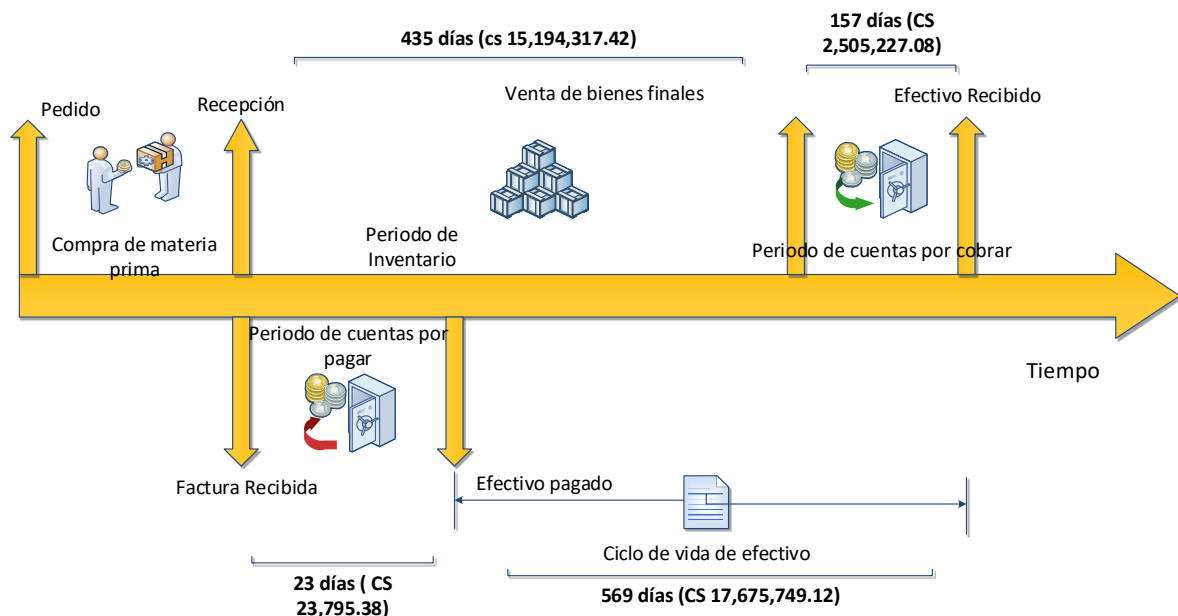 435 días (cs 15,194,317.42)
157 días (CS
2,505,227.08)
Pedido
Recepción
Venta de bienes finales
Efectivo Recibido
Compra de materia
prima
Periodo de
Inventario
Periodo de cuentas por cobrar
Periodo de cuentas por
pagar
Tiempo
Factura Recibida
Efectivo pagado
Ciclo de vida de efectivo
23 días ( CS
23,795.38)
569 días (CS 17,675,749.12)